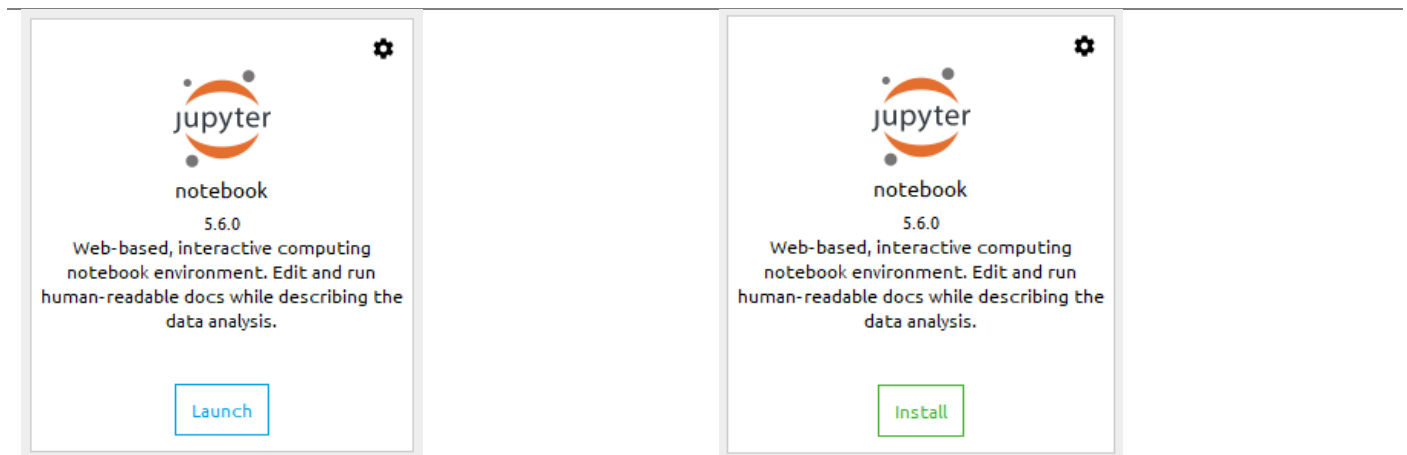 jupyter
notebook
5.6.0
Web-based, interactive computing
notebook environment. Edit and run
human-readable docs while describing the
data analysis.
Launch
jupyter
notebook
5.6.0
Web-based, interactive computing
notebook environment. Edit and run
human-readable docs while describing the
data analysis.
Install